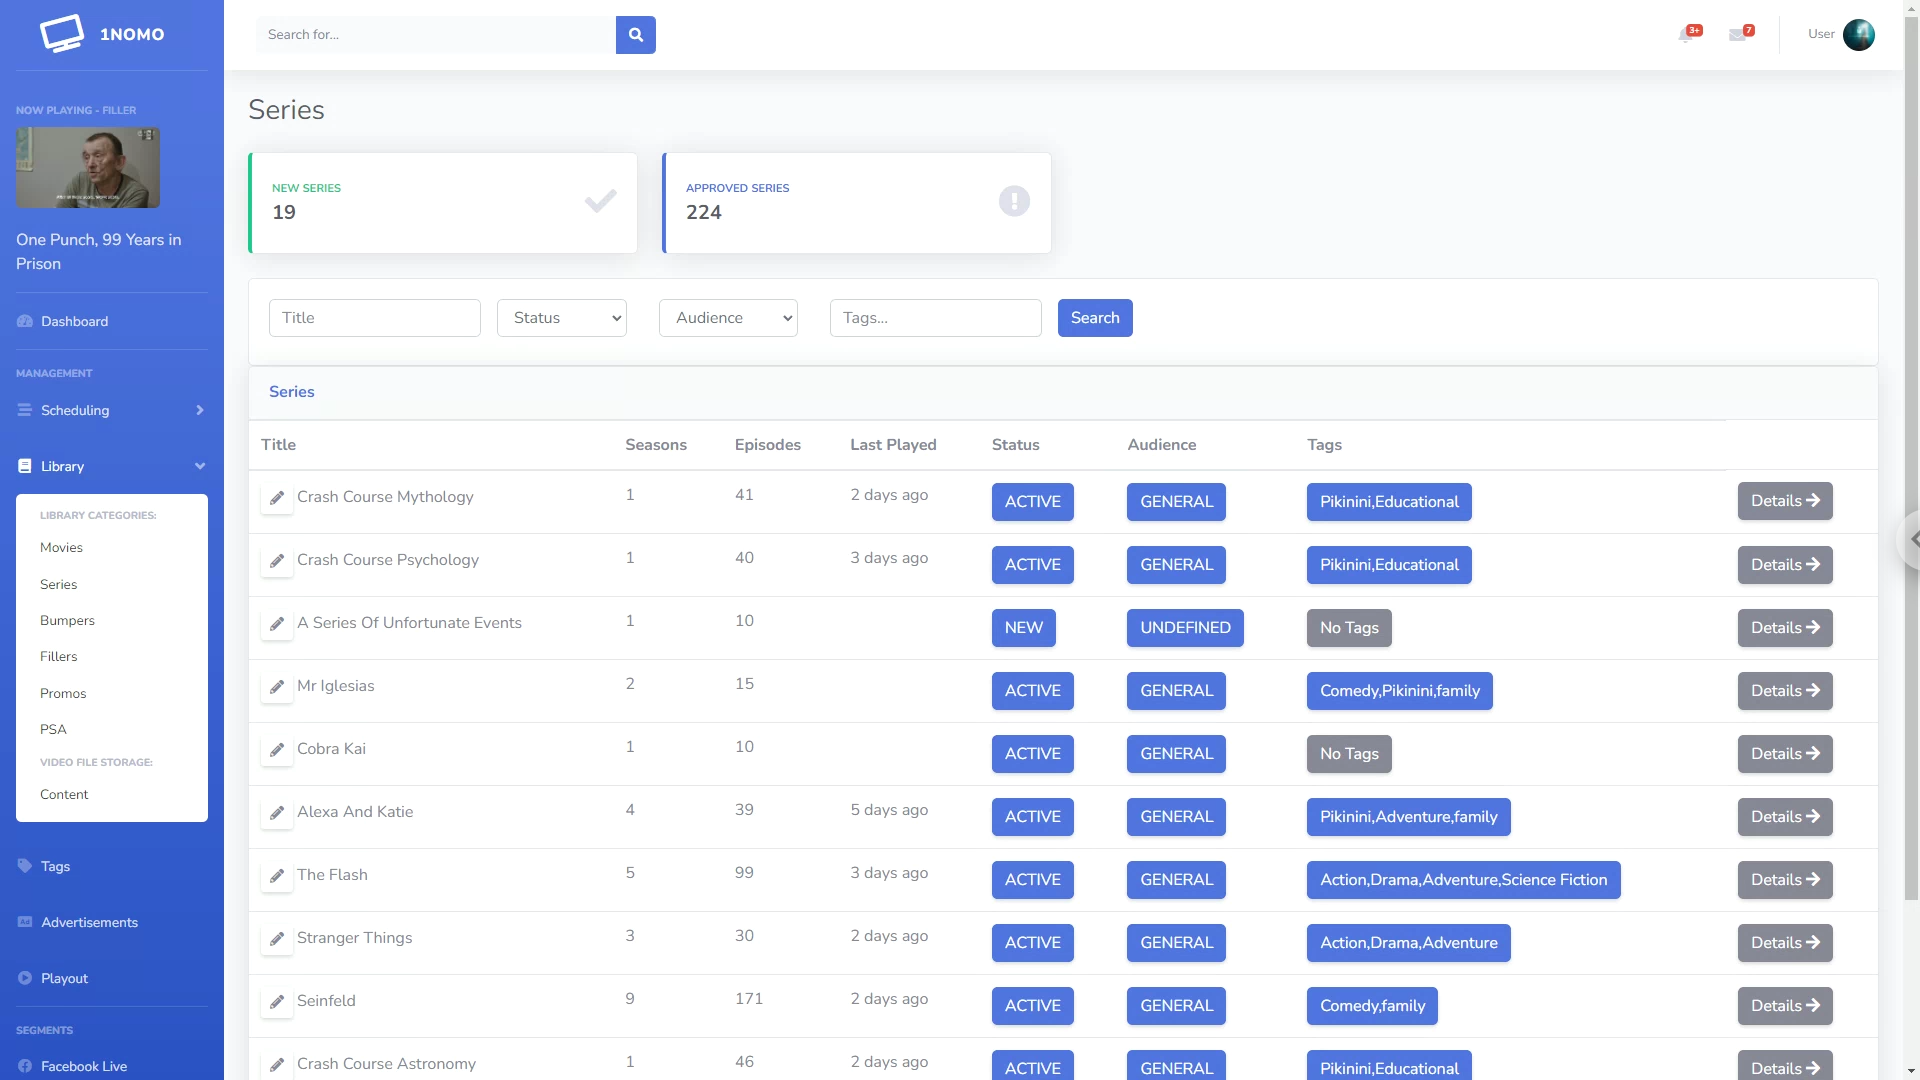 1NOMO
Search for...
3+
7
User
NOW PLAYING - FILLER
One Punch, 99 Years in
Prison
Dashboard
MANAGEMENT
Scheduling
Library
LIBRARY CATEGORIES:
Movies
Series
Bumpers
Fillers
Promos
PSA
VIDEO FILE STORAGE:
Content
Tags
Advertisements
Playout
SEGMENTS
Facebook Live
Series
NEW SERIES
19
APPROVED SERIES
224
Title Status Audience Tags... Search
Series
Title Seasons Episodes Last Played Status Audience Tags
Crash Course Mythology 1 41 2 days ago ACTIVE GENERAL Pikinini,Educational Details
Crash Course Psychology 1 40 3 days ago ACTIVE GENERAL Pikinini,Educational Details
A Series Of Unfortunate Events 1 10 NEW UNDEFINED No Tags Details
Mr Iglesias 2 15 ACTIVE GENERAL Comedy,Pikinini,family Details
Cobra Kai 1 10 ACTIVE GENERAL No Tags Details
Alexa And Katie 4 39 5 days ago ACTIVE GENERAL Pikinini,Adventure,family Details
The Flash 5 99 3 days ago ACTIVE GENERAL Action,Drama,Adventure,Science Fiction Details
Stranger Things 3 30 2 days ago ACTIVE GENERAL Action,Drama,Adventure Details
Seinfeld 9 171 2 days ago ACTIVE GENERAL Comedy,family Details
Crash Course Astronomy 1 46 2 days ago ACTIVE GENERAL Pikinini,Educational Details